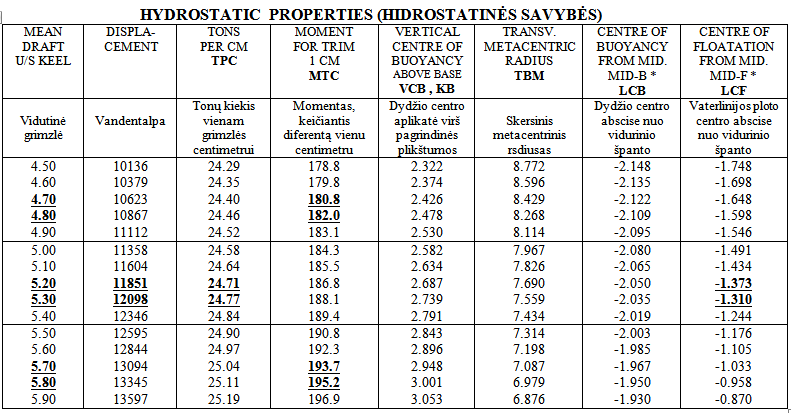 HYDROSTATIC PROPERTIES (HIDROSTATINĖS SAVYBĖS)
MEAN DRAFT U/S KEEL | DISPLA-CEMENT | TONS PER CM TPC | MOMENT FOR TRIM 1 CM MTC | VERTICAL CENTRE OF BUOYANCY ABOVE BASE VCB , KB | TRANSV. METACENTRIC RADIUS TBM | CENTRE OF BUOYANCY FROM MID. MID-B * LCB | CENTRE OF FLOATATION FROM MID. MID-F * LCF
Vidutinė grimzlė | Vandentalpa | Tonų kiekis vienam grimzlės centimetrui | Momentas, keičiantis diferentą vienu centimetru | Dydžio centro aplikatė virš pagrindinės plikštumos | Skersinis metacentrinis rsdiusas | Dydžio centro abscise nuo vidurinio španto | Vaterlinijos ploto centro abscise nuo vidurinio španto
4.50 10136 24.29 178.8 2.322 8.772 -2.148 -1.748
4.60 10379 24.35 179.8 2.374 8.596 -2.135 -1.698
4.70 10623 24.40 180.8 2.426 8.429 -2.122 -1.648
4.80 10867 24.46 182.0 2.478 8.268 -2.109 -1.598
4.90 11112 24.52 183.1 2.530 8.114 -2.095 -1.546
5.00 11358 24.58 184.3 2.582 7.967 -2.080 -1.491
5.10 11604 24.64 185.5 2.634 7.826 -2.065 -1.434
5.20 11851 24.71 186.8 2.687 7.690 -2.050 -1.373
5.30 12098 24.77 188.1 2.739 7.559 -2.035 -1.310
5.40 12346 24.84 189.4 2.791 7.434 -2.019 -1.244
5.50 12595 24.90 190.8 2.843 7.314 -2.003 -1.176
5.60 12844 24.97 192.3 2.896 7.198 -1.985 -1.105
5.70 13094 25.04 193.7 2.948 7.087 -1.967 -1.033
5.80 13345 25.11 195.2 3.001 6.979 -1.950 -0.958
5.90 13597 25.19 196.9 3.053 6.876 -1.930 -0.870